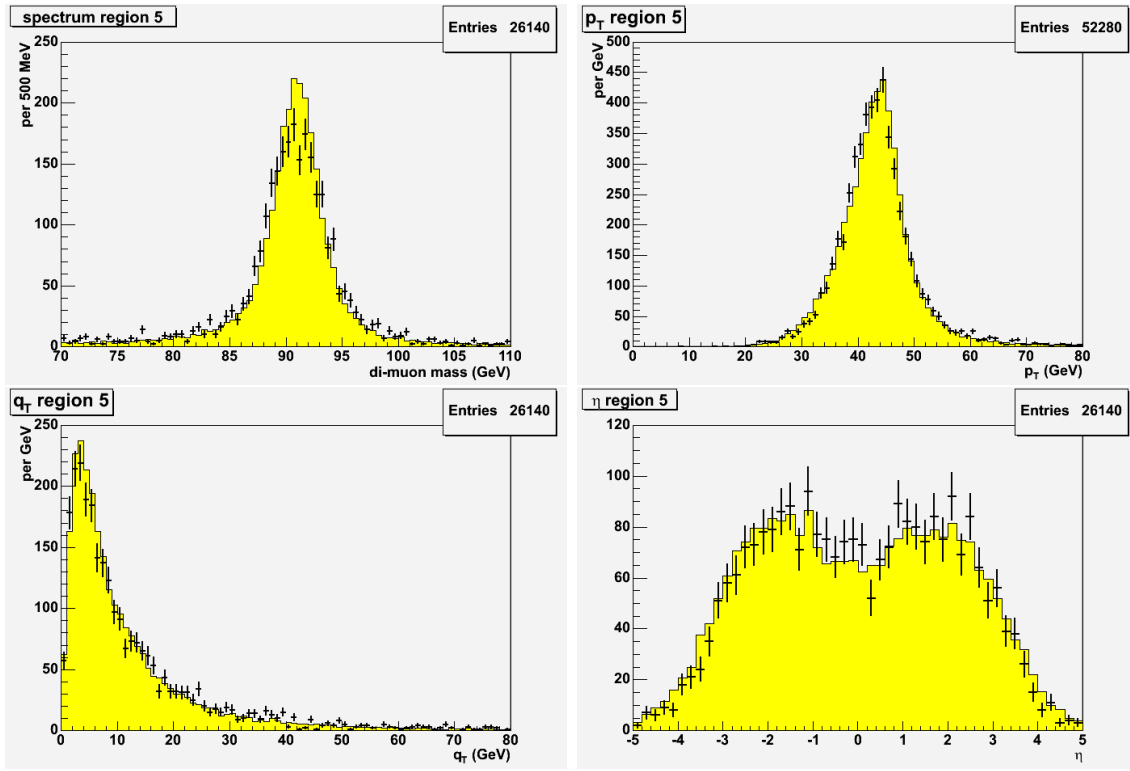 spectrum region 5
Entries 26140
per 500 MeV
250
200
150
100
50
0
70 75 80 85 90 95 100 105 110
di-muon mass (GeV)
pT region 5
Entries 52280
per GeV
500
450
400
350
300
250
200
150
100
50
0
0 10 20 30 40 50 60 70 80
pT (GeV)
qT region 5
Entries 26140
per GeV
250
200
150
100
50
0
0 10 20 30 40 50 60 70 80
qT (GeV)
η region 5
Entries 26140
120
100
80
60
40
20
0
-5 -4 -3 -2 -1 0 1 2 3 4 5
η